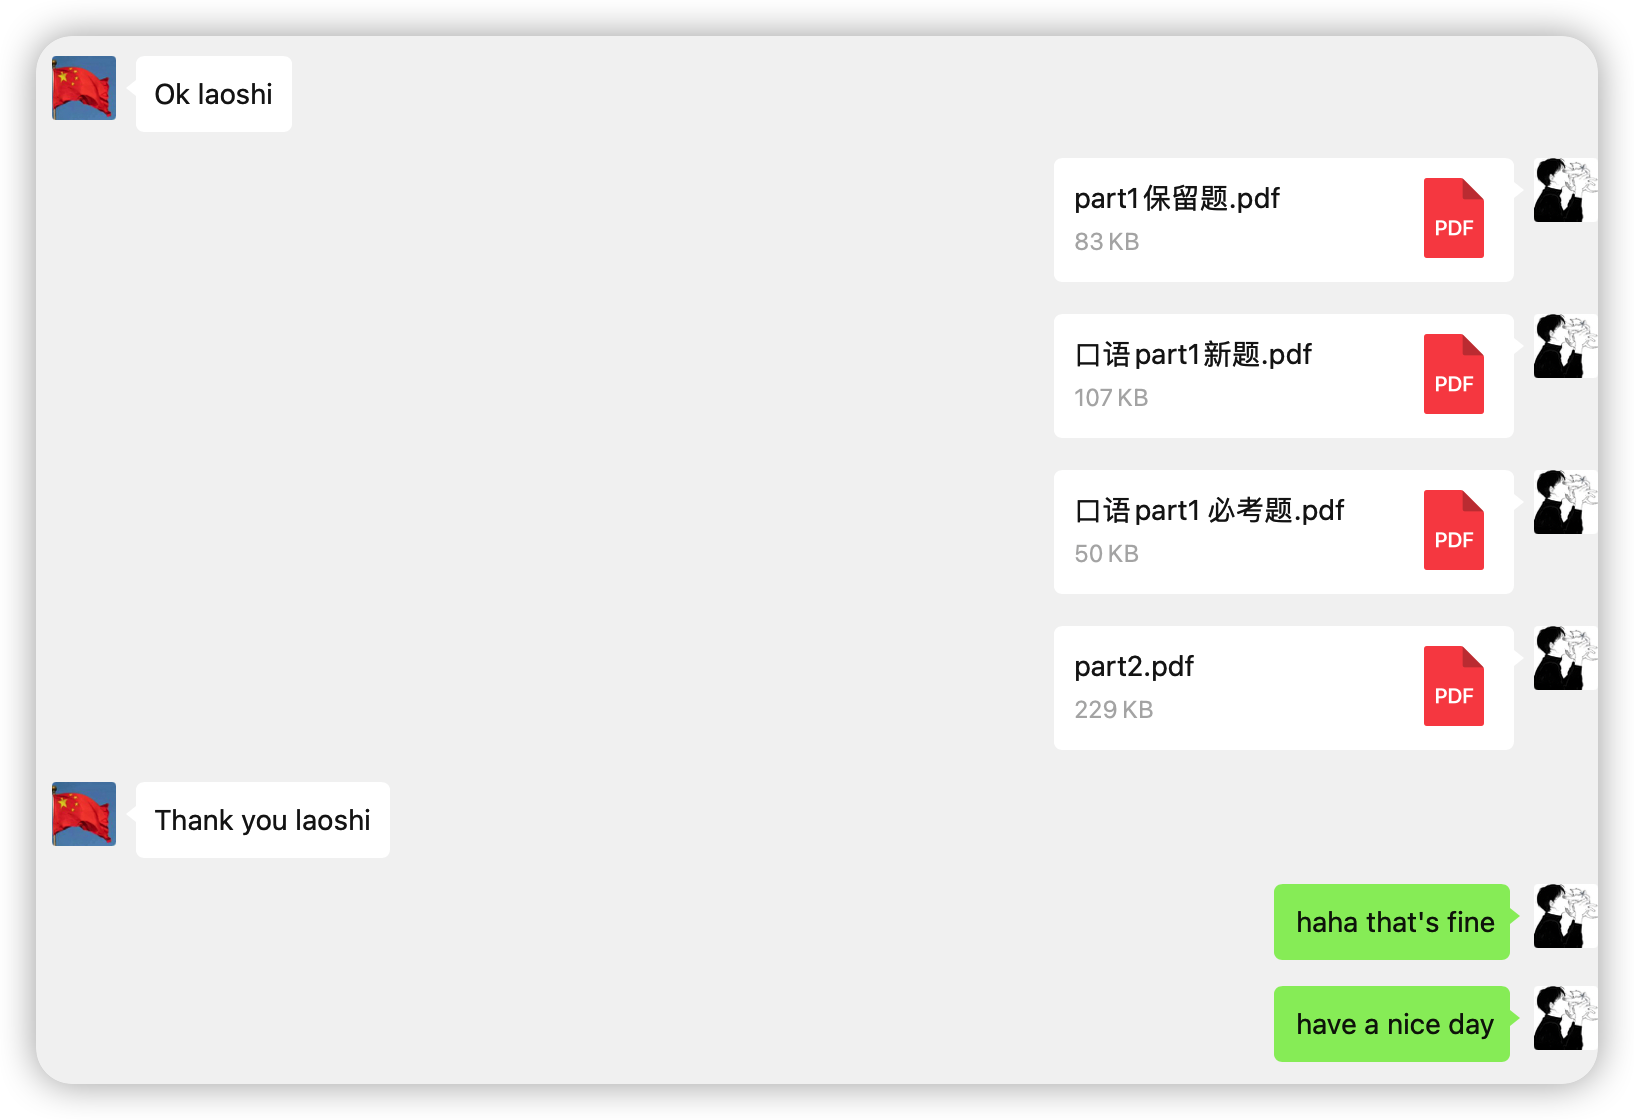 Ok laoshi
part1保留题.pdf
83 KB
PDF
口语part1新题.pdf
107 KB
PDF
口语part1 必考题.pdf
50 KB
PDF
part2.pdf
229 KB
PDF
Thank you laoshi
haha that's fine
have a nice day